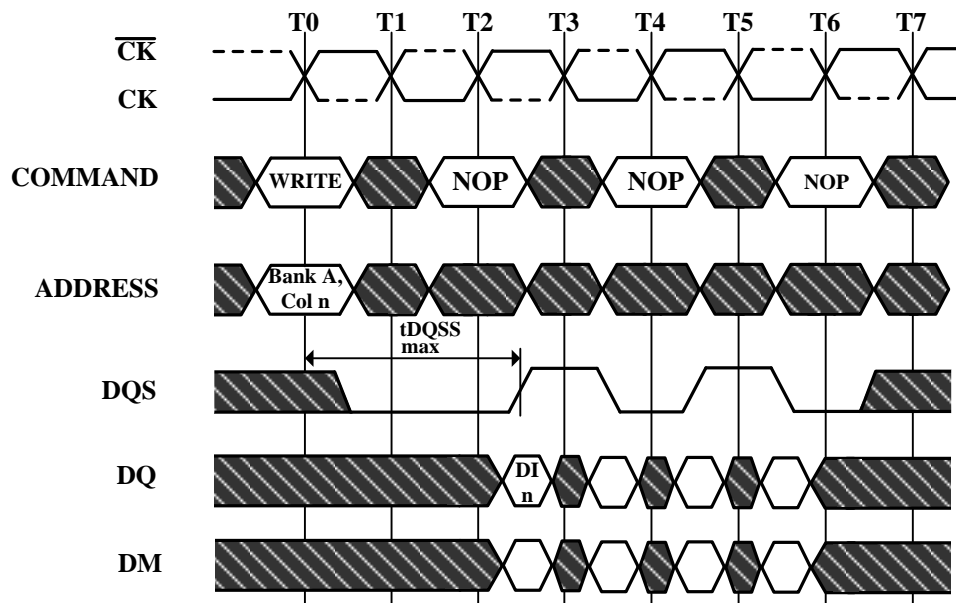 T0 T1 T2 T3 T4 T5 T6 T7
CK
CK
COMMAND WRITE NOP NOP NOP
ADDRESS Bank A,
Col n
tDQSS
max
DQS
DQ DI
n
DM